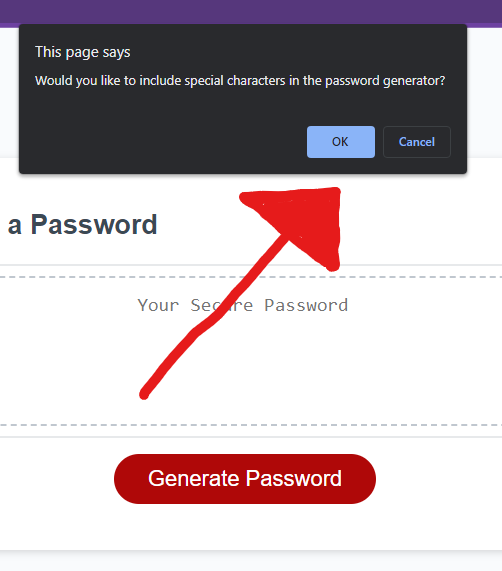 This page says
Would you like to include special characters in the password generator?
OK
Cancel
a Password
Your Secure Password
Generate Password